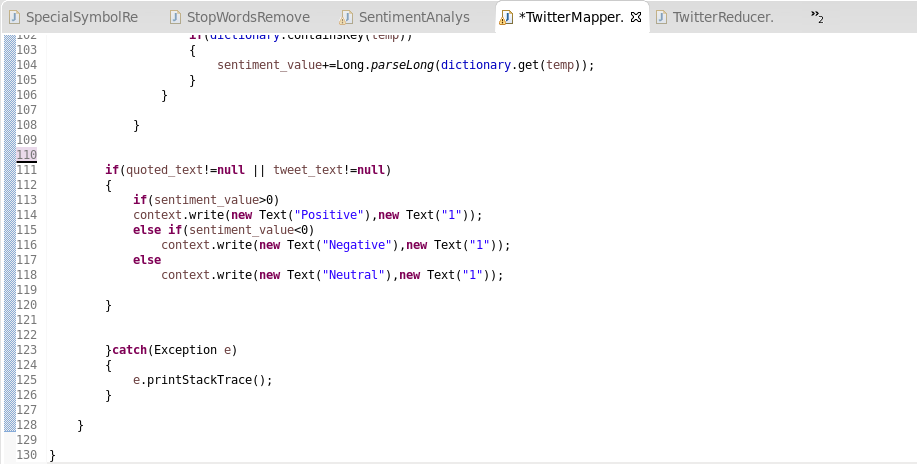 SpecialSymbolRe StopWordsRemove SentimentAnalys *TwitterMapper. TwitterReducer. »2
102 if(dictionary.containsKey(temp))
103 {
104 sentiment_value+=Long.parseLong(dictionary.get(temp));
105 }
106 }
107
108 }
109
110
111 if(quoted_text!=null || tweet_text!=null)
112 {
113 if(sentiment_value>0)
114 context.write(new Text("Positive"),new Text("1"));
115 else if(sentiment_value<0)
116 context.write(new Text("Negative"),new Text("1"));
117 else
118 context.write(new Text("Neutral"),new Text("1"));
119
120 }
121
122
123 }catch(Exception e)
124 {
125 e.printStackTrace();
126 }
127
128 }
129
130 }